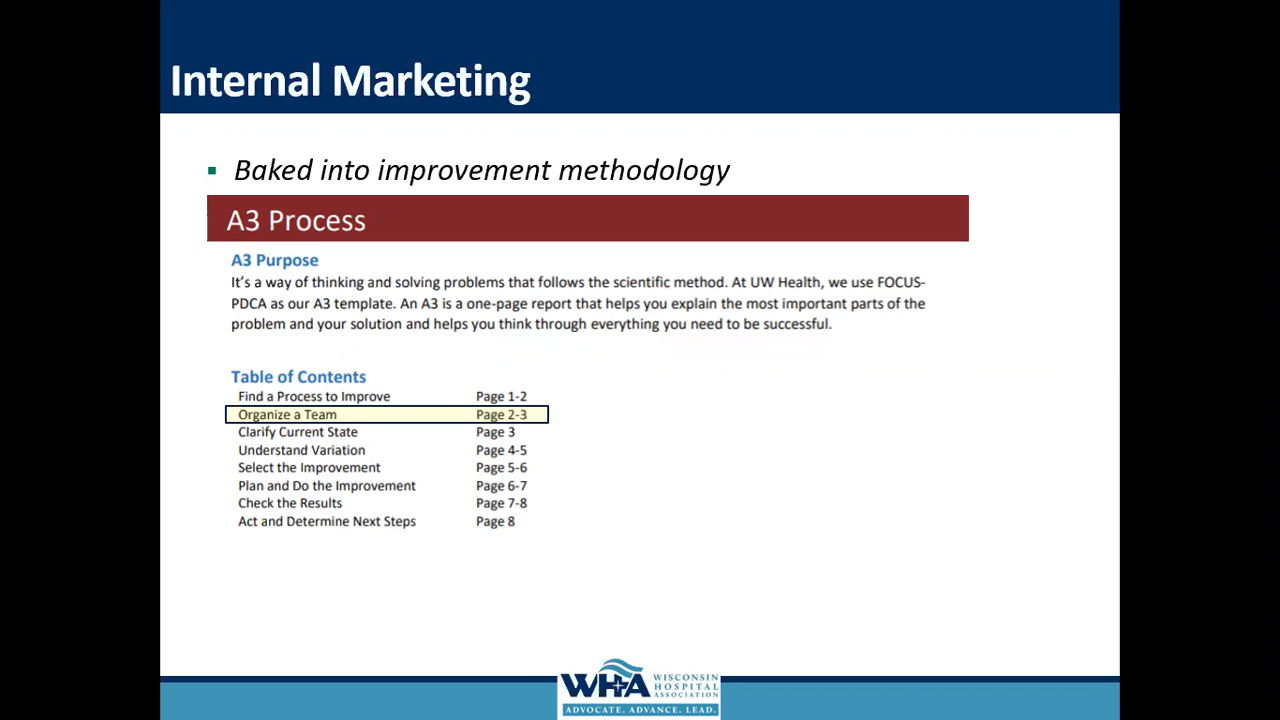 Internal Marketing
Baked into improvement methodology
A3 Process
A3 Purpose
It's a way of thinking and solving problems that follows the scientific method. At UW Health, we use FOCUS-
PDCA as our A3 template. An A3 is a one-page report that helps you explain the most important parts of the
problem and your solution and helps you think through everything you need to be successful.
Table of Contents
Find a Process to Improve Page 1-2
Organize a Team Page 2-3
Clarify Current State Page 3
Understand Variation Page 4-5
Select the Improvement Page 5-6
Plan and Do the Improvement Page 6-7
Check the Results Page 7-8
Act and Determine Next Steps Page 8
WHA
WISCONSIN
HOSPITAL
ASSOCIATION
ADVOCATE. ADVANCE. LEAD.